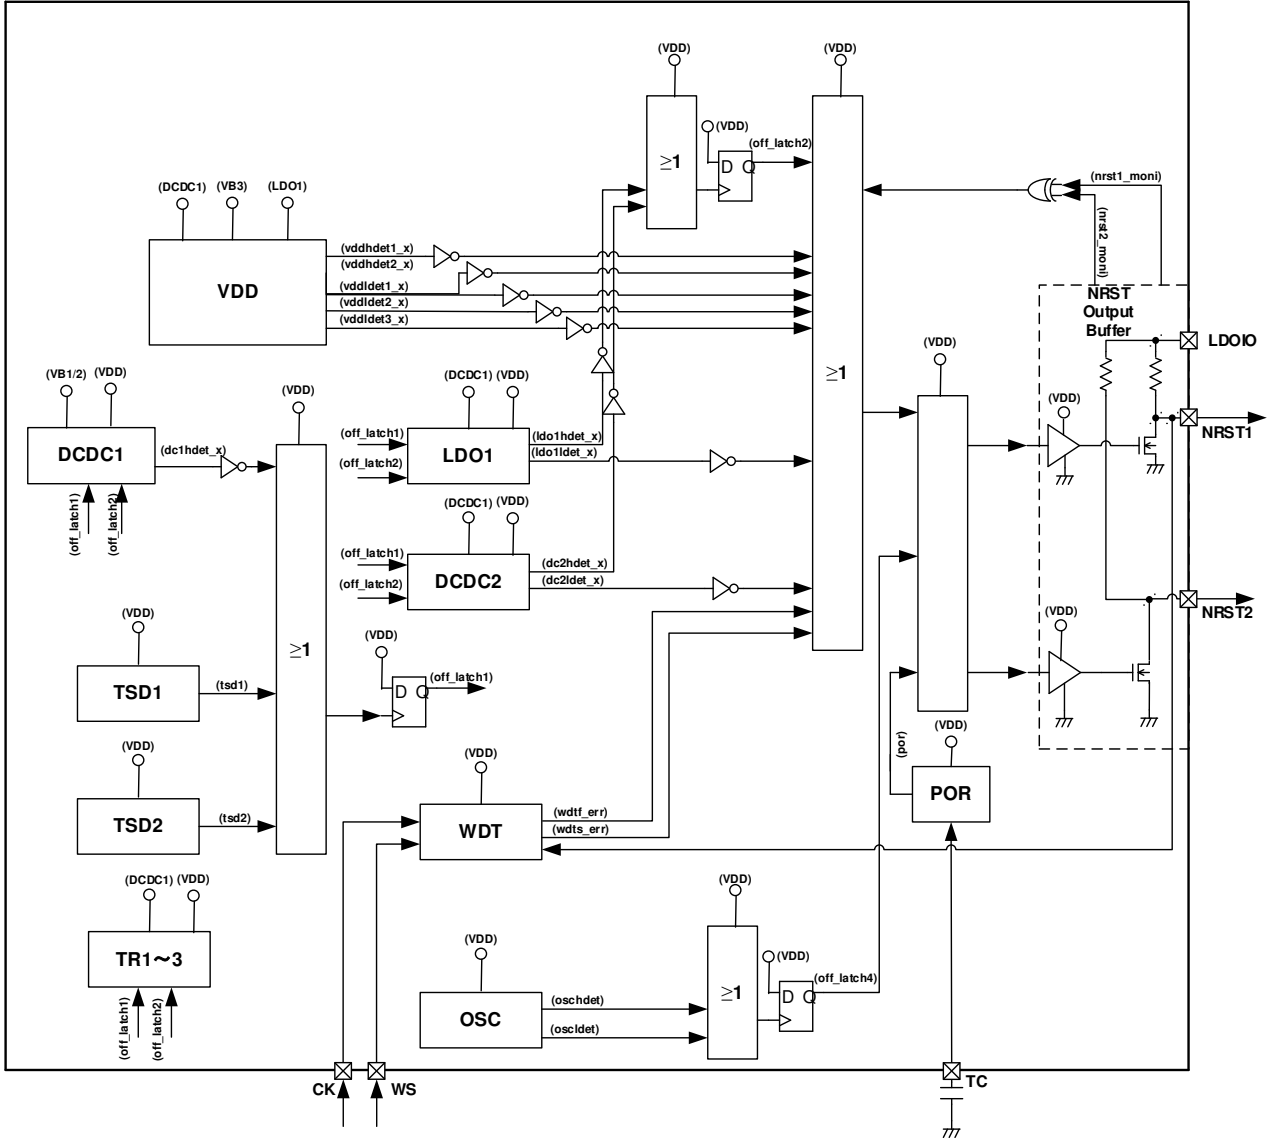 (VDD)
(VDD)
(VDD)
≥1
D Q
(off_latch2)
(nrst1_moni)
(nrst2_moni)
(DCDC1) (VB3) (LDO1)
VDD
(vddhdet1_x)
(vddhdet2_x)
(vddldet1_x)
(vddldet2_x)
(vddldet3_x)
NRST
Output
Buffer
LDOIO
(VB1/2) (VDD)
DCDC1
(dc1hdet_x)
(off_latch1)
(off_latch2)
(VDD)
≥1
(DCDC1) (VDD)
(off_latch1)
(off_latch2)
LDO1
(ldo1hdet_x)
(ldo1ldet_x)
≥1
(VDD)
(VDD)
NRST1
(DCDC1) (VDD)
(off_latch1)
(off_latch2)
DCDC2
(dc2hdet_x)
(dc2ldet_x)
NRST2
(VDD)
(VDD)
TSD1
(tsd1)
(VDD)
D Q
(off_latch1)
(VDD)
TSD2
(tsd2)
(VDD)
WDT
(wdtf_err)
(wdts_err)
(por)
(VDD)
POR
(DCDC1) (VDD)
TR1~3
(off_latch1)
(off_latch2)
(VDD)
OSC
(oschdet)
(oscldet)
(VDD)
≥1
(VDD)
D Q
(off_latch4)
CK
WS
TC